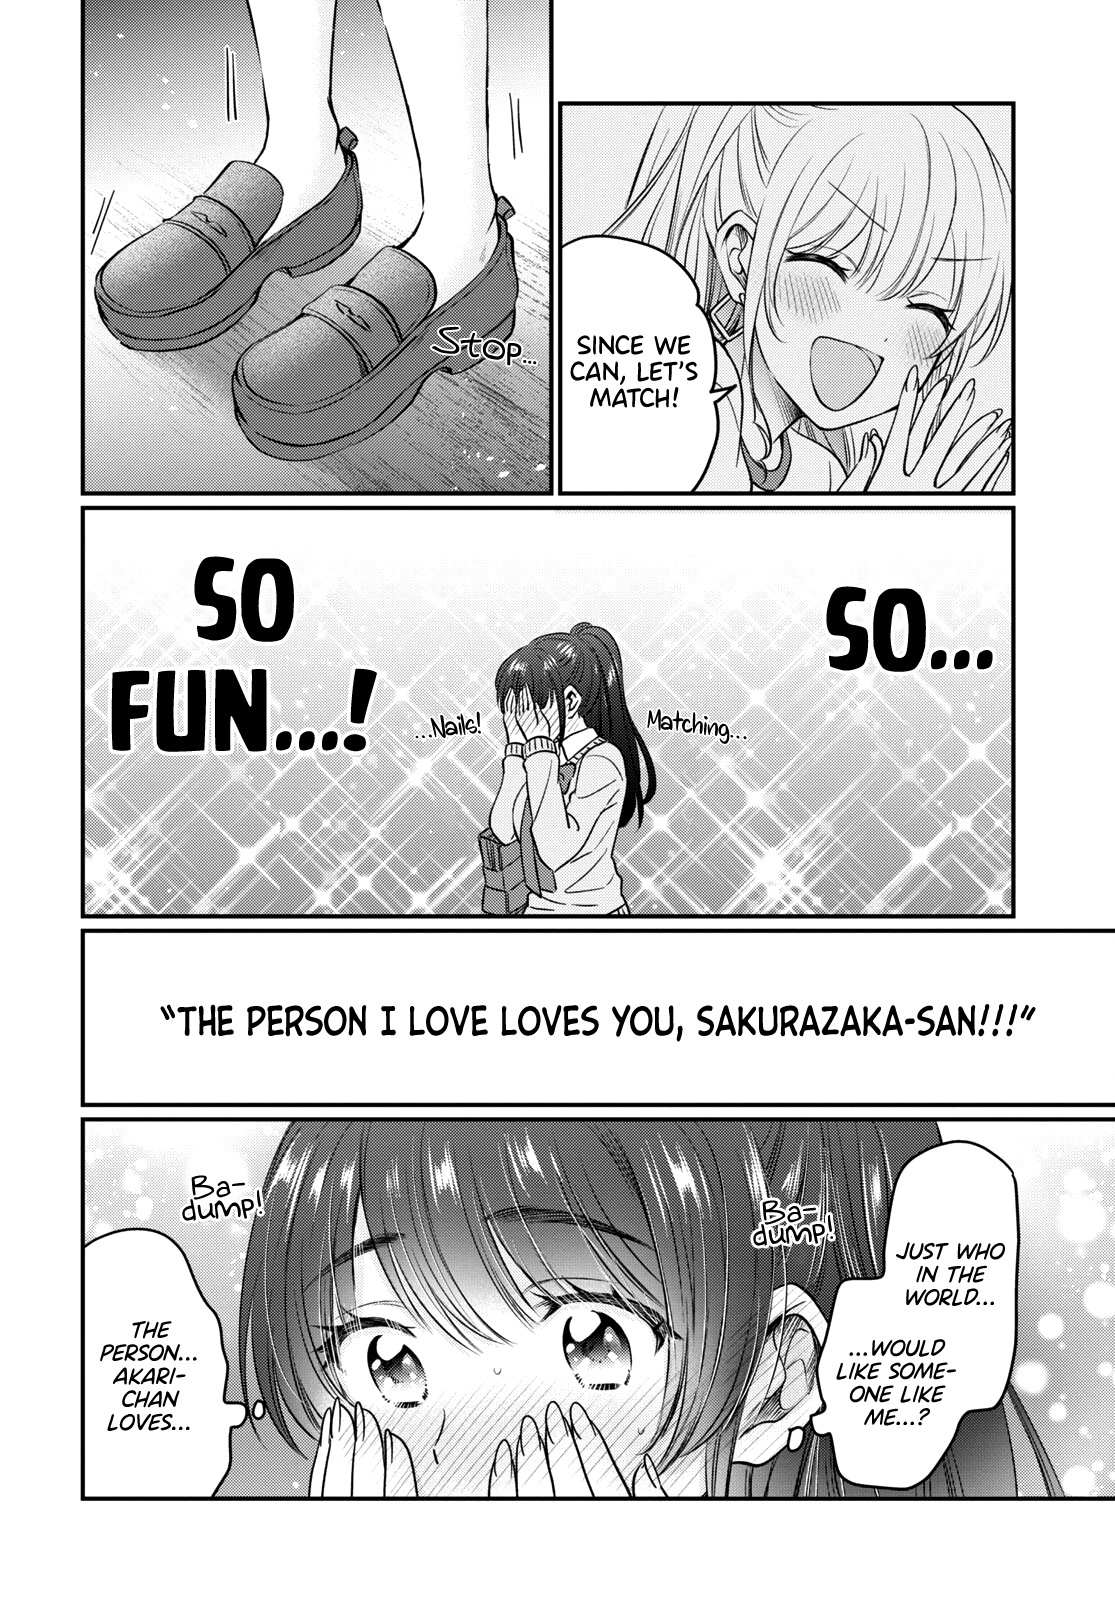 SINCE WE
CAN, LET'S
MATCH!
Stop...
SO...
Matching...
...Nails!
SO
FUN...!
"THE PERSON I LOVE LOVES YOU, SAKURAZAKA-SAN!!!"
JUST WHO
IN THE
WORLD...
...WOULD
LIKE SOME-
ONE LIKE
ME...?
Ba-
dump!
Ba-
dump!
THE
PERSON...
AKARI-
CHAN
LOVES...